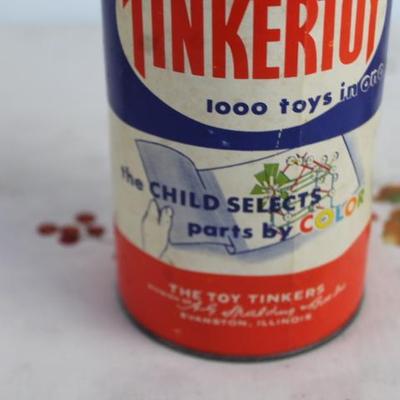 TINKERTOY
1000 toys in one
the CHILD SELECTS
parts by COLOR
THE TOY TINKERS
EVANSTON, ILLINOIS